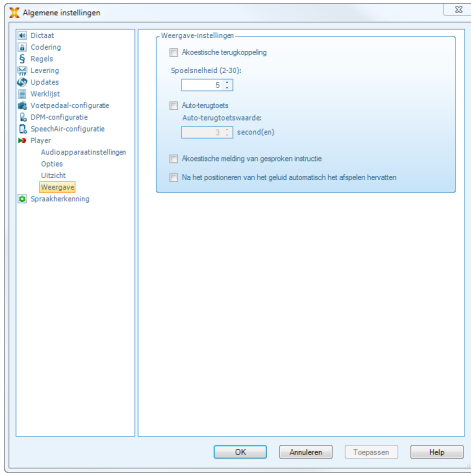 Algemene instellingen
Dictaat
Codering
§ Regels
Levering
Updates
Werklijst
Voetpedaal-configuratie
DPM-configuratie
SpeechAir-configuratie
Player
Audioapparaatinstellingen
Opties
Uitzicht
Weergave
Spraakherkenning
Weergave-instellingen
Akoestische terugkoppeling
Spoelsnelheid (2-30):
5
Auto-terugtoets
Auto-terugtoetswaarde:
3 second(en)
Akoestische melding van gesproken instructie
Na het positioneren van het geluid automatisch het afspelen hervatten
OK
Annuleren
Toepassen
Help